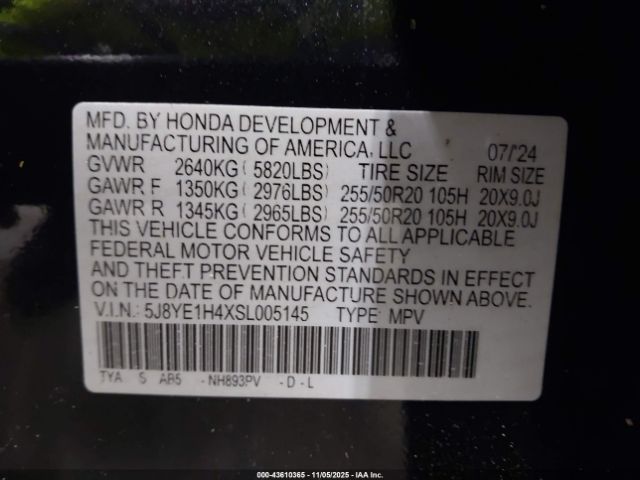 MFD. BY HONDA DEVELOPMENT &
MANUFACTURING OF AMERICA, LLC 07/'24
GVWR 2640KG( 5820LBS) TIRE SIZE RIM SIZE
GAWR F 1350KG( 2976LBS) 255/50R20 105H 20X9.0J
GAWR R 1345KG( 2965LBS) 255/50R20 105H 20X9.0J
THIS VEHICLE CONFORMS TO ALL APPLICABLE
FEDERAL MOTOR VEHICLE SAFETY
AND THEFT PREVENTION STANDARDS IN EFFECT
ON THE DATE OF MANUFACTURE SHOWN ABOVE.
V.I.N.: 5J8YE1H4XSL005145 TYPE: MPV
TYA S AB5 -NH893PV -D-L
000-43610365 - 11/05/2025 - IAA Inc.